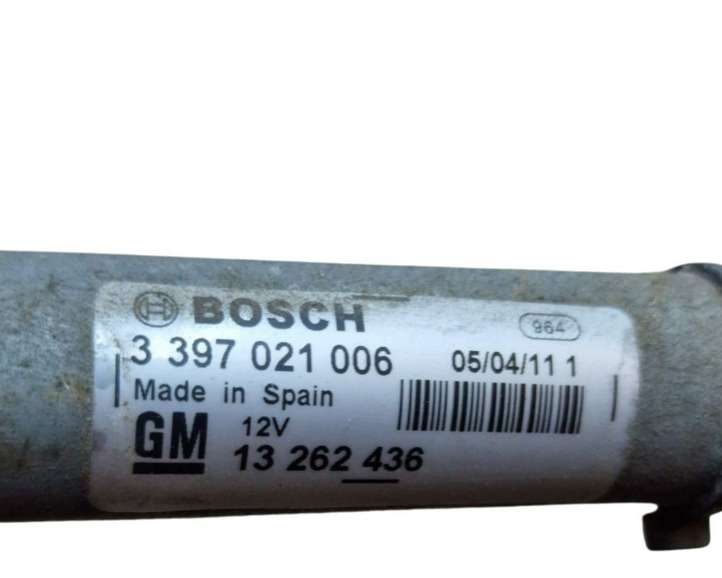 BOSCH
964
3 397 021 006
05/04/11 1
Made in Spain
GM
12V
13 262 436